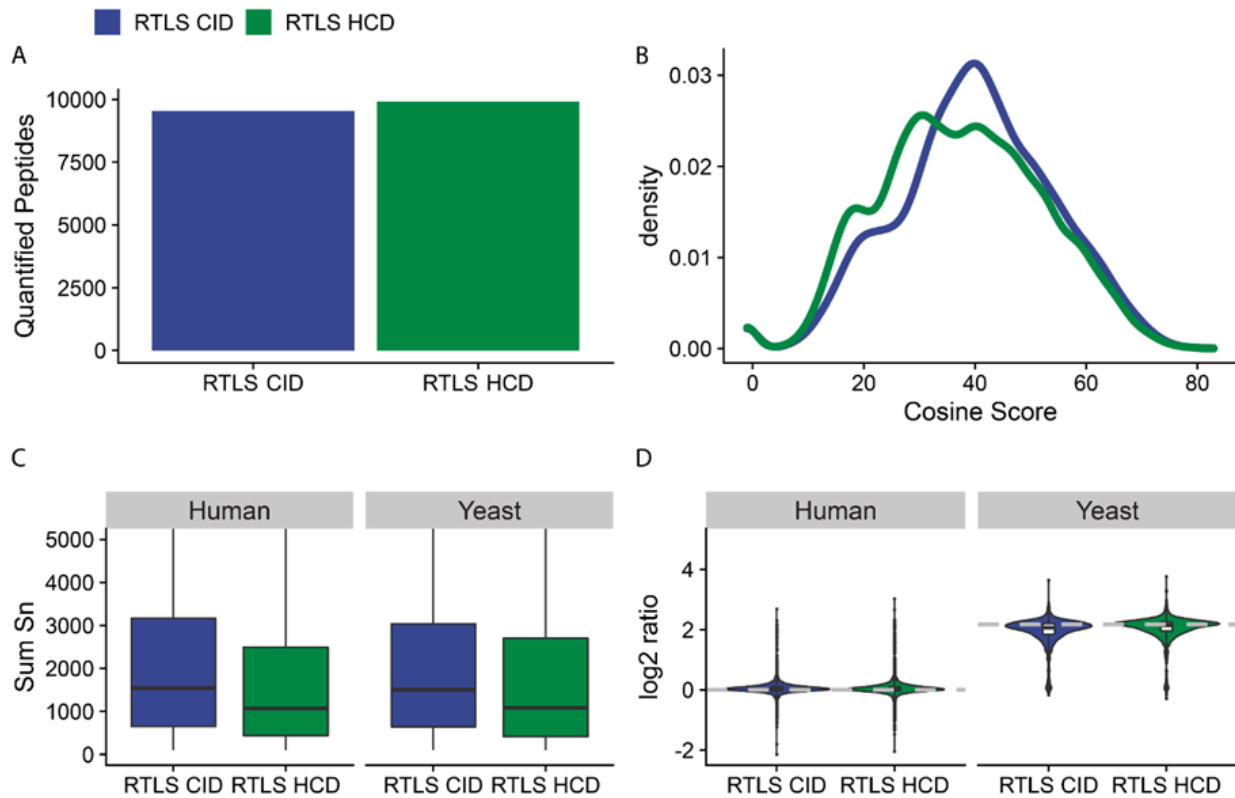 RTLS CID RTLS HCD
A
Quantified Peptides
10000
7500
5000
2500
0
RTLS CID RTLS HCD
B
density
0.03
0.02
0.01
0.00
0 20 40 60 80
Cosine Score
C
Human Yeast
Sum Sn
5000
4000
3000
2000
1000
0
RTLS CID RTLS HCD RTLS CID RTLS HCD
D
Human Yeast
log2 ratio
4
2
0
-2
RTLS CID RTLS HCD RTLS CID RTLS HCD